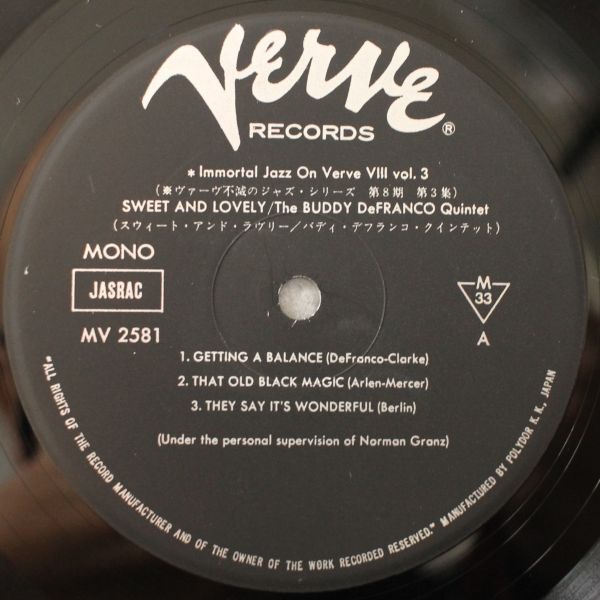 Verve
RECORDS ®
* Immortal Jazz On Verve VIII vol. 3
(※ヴァーヴ不滅のジャズ・シリーズ 第8期 第3集)
SWEET AND LOVELY/The BUDDY DeFRANCO Quintet
(スウィート・アンド・ラヴリー/バディ・デフランコ・クインテット)
MONO
JASRAC
MV 2581
M
33
A
1. GETTING A BALANCE (DeFranco-Clarke)
2. THAT OLD BLACK MAGIC (Arlen-Mercer)
3. THEY SAY IT'S WONDERFUL (Berlin)
(Under the personal supervision of Norman Granz)
"ALL RIGHTS OF THE RECORD MANUFACTURER AND OF THE OWNER OF THE WORK RECORDED RESERVED." MANUFACTURED BY POLYDOR K. K., JAPAN